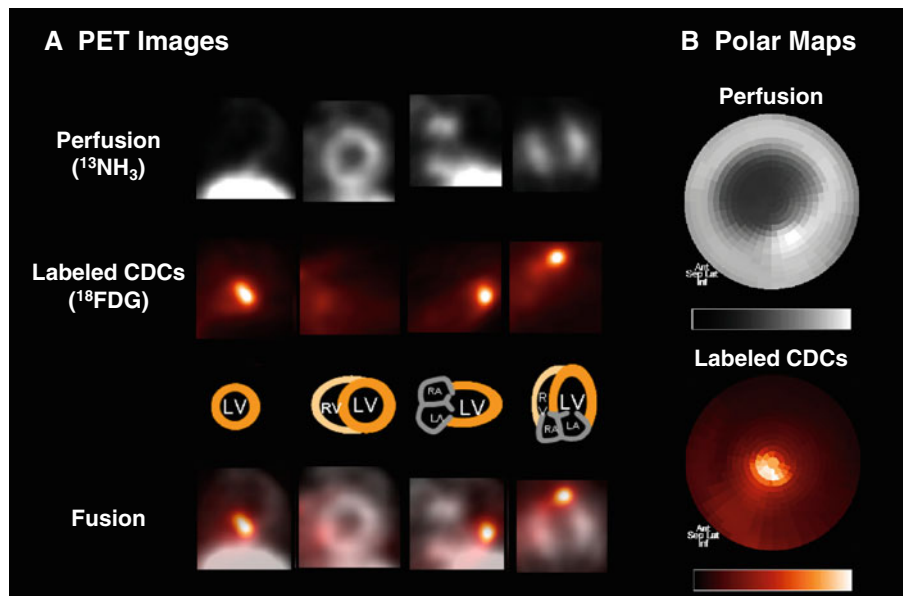 A PET Images
B Polar Maps
Perfusion
(¹³NH₃)
Labeled CDCs
(¹⁸FDG)
LV
RV LV
RA
LA
LV
R
V
LV
RA
LA
Fusion
Perfusion
Ant
Sep Lat
Inf
Labeled CDCs
Ant
Sep Lat
Inf